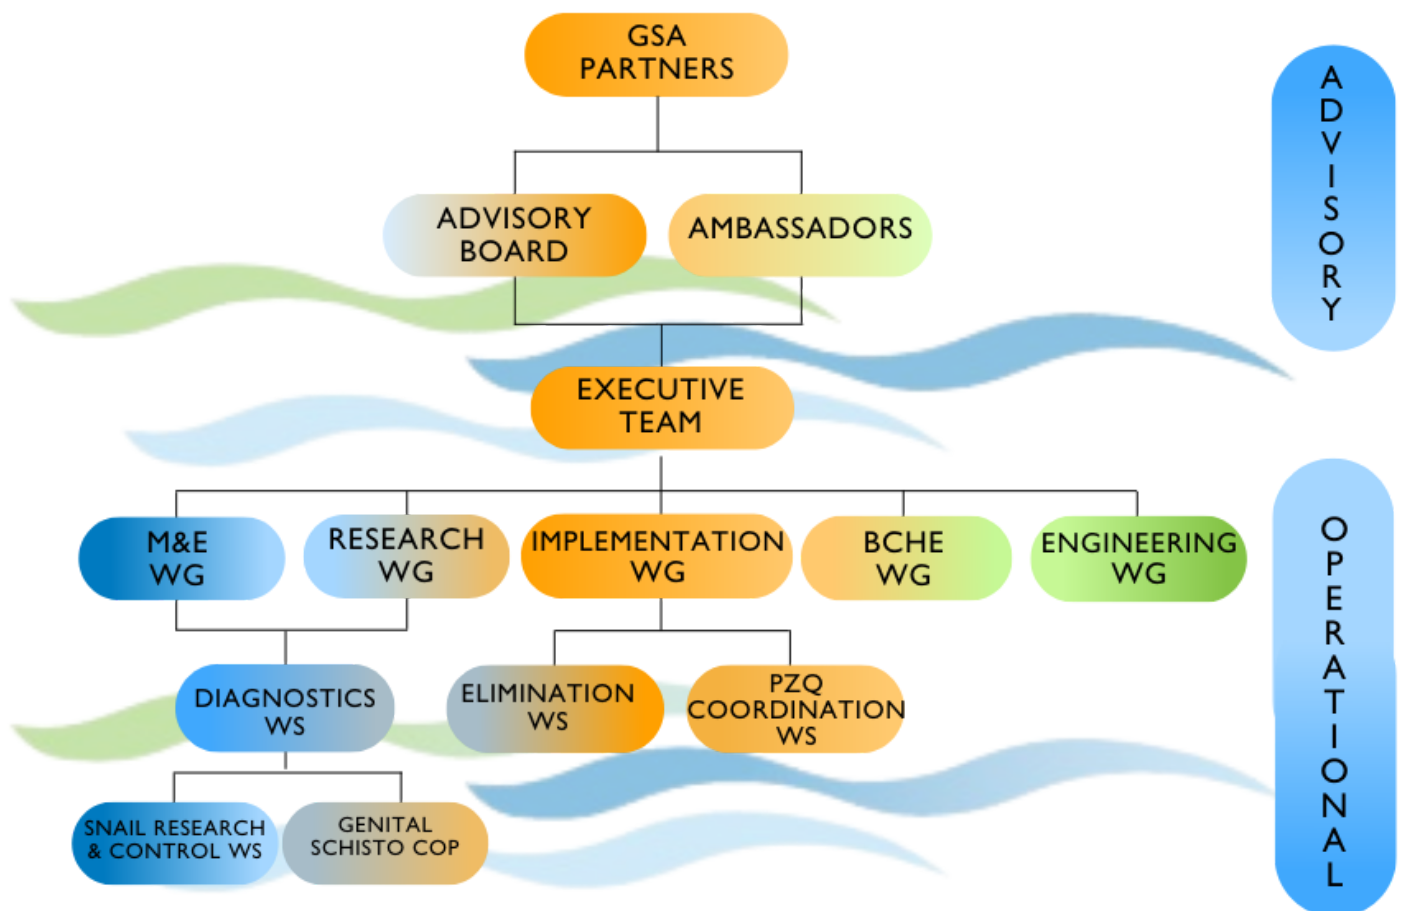 GSA
PARTNERS
ADVISORY
ADVISORY
BOARD
AMBASSADORS
EXECUTIVE
TEAM
OPERATIONAL
M&E
WG
RESEARCH
WG
IMPLEMENTATION
WG
BCHE
WG
ENGINEERING
WG
DIAGNOSTICS
WS
ELIMINATION
WS
PZQ
COORDINATION
WS
SNAIL RESEARCH
& CONTROL WS
GENITAL
SCHISTO COP